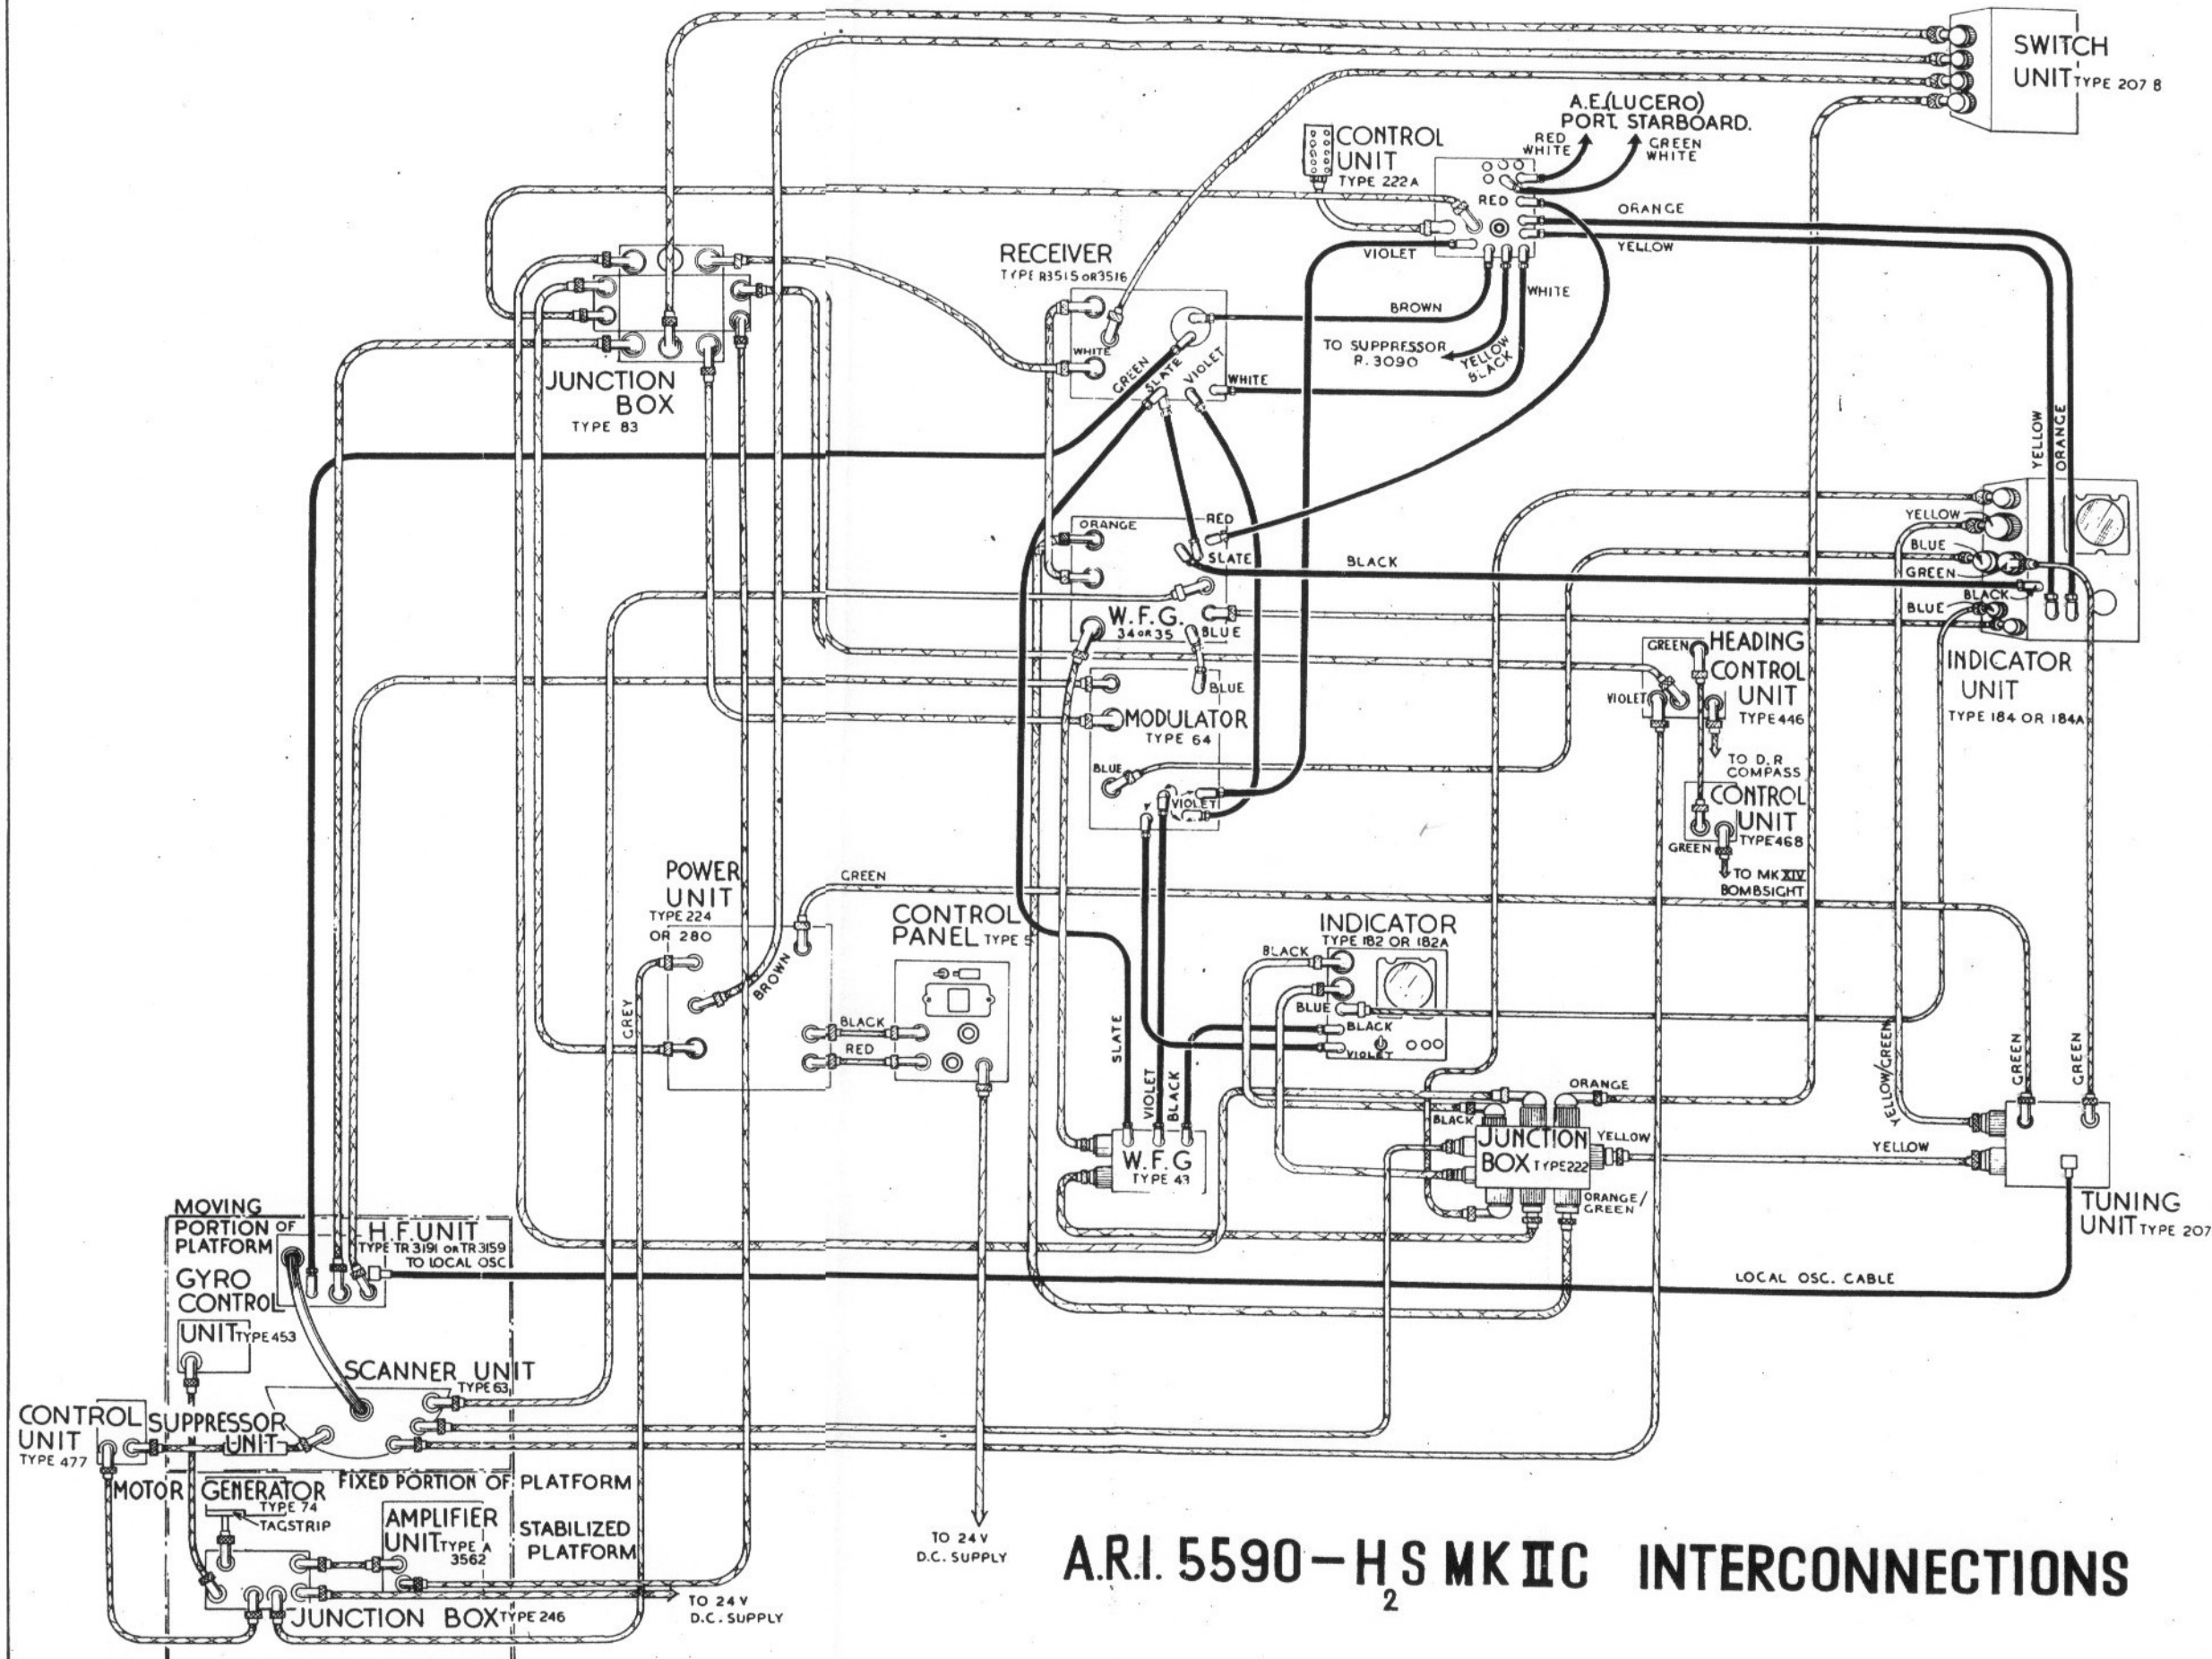 SWITCH
UNIT TYPE 207 B
A.E.(LUCERO)
PORT. STARBOARD.
RED
WHITE
GREEN
WHITE
CONTROL
UNIT
TYPE 222A
RED
ORANGE
YELLOW
VIOLET
RECEIVER
TYPE R3515 OR 3516
WHITE
BROWN
TO SUPPRESSOR
R. 3090
YELLOW
BLACK
WHITE
GREEN
SLATE
VIOLET
WHITE
JUNCTION
BOX
TYPE 83
YELLOW
ORANGE
ORANGE
RED
SLATE
BLACK
YELLOW
BLUE
GREEN
BLACK
BLUE
W.F.G.
34 OR 35
BLUE
BLUE
GREEN
HEADING
CONTROL
UNIT
TYPE 446
VIOLET
INDICATOR
UNIT
TYPE 184 OR 184A
MODULATOR
TYPE 64
BLUE
VIOLET
TO D.R
COMPASS
CONTROL
UNIT
TYPE 468
GREEN
TO MK XIV
BOMBSIGHT
POWER
UNIT
TYPE 224
OR 280
GREEN
CONTROL
PANEL TYPE 5
INDICATOR
TYPE 182 OR 182A
BLACK
BLUE
BLACK
VIOLET
GREY
BROWN
BLACK
RED
SLATE
VIOLET
BLACK
YELLOW/GREEN
GREEN
GREEN
ORANGE
BLACK
JUNCTION
BOX TYPE 222
YELLOW
YELLOW
ORANGE/
GREEN
W.F.G
TYPE 43
TUNING
UNIT TYPE 207
LOCAL OSC. CABLE
MOVING
PORTION OF
PLATFORM
H.F. UNIT
TYPE TR 3191 OR TR 3159
TO LOCAL OSC
GYRO
CONTROL
UNIT TYPE 453
SCANNER UNIT
TYPE 63
CONTROL
UNIT
TYPE 477
SUPPRESSOR
UNIT
FIXED PORTION OF PLATFORM
MOTOR GENERATOR
TYPE 74
TAGSTRIP
AMPLIFIER
UNIT TYPE A
3562
STABILIZED
PLATFORM
JUNCTION BOX TYPE 246
TO 24 V
D.C. SUPPLY
TO 24 V
D.C. SUPPLY
A.R.I. 5590 – H2S MK IIC INTERCONNECTIONS